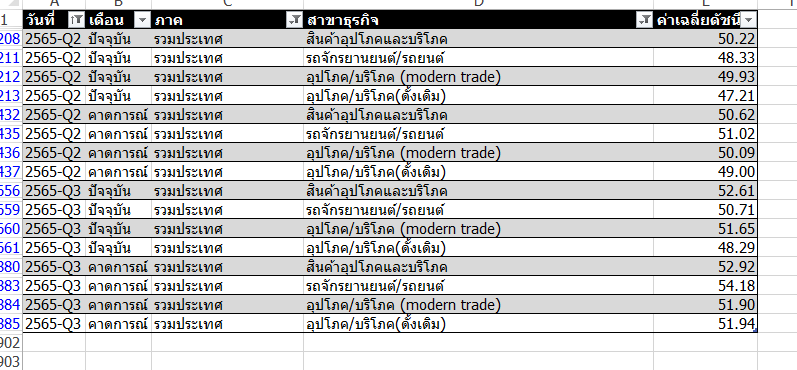 A B C D E
1 วันที่ เดือน ภาค สาขาธุรกิจ ค่าเฉลี่ยดัชนี
208 2565-Q2 ปัจจุบัน รวมประเทศ สินค้าอุปโภคและบริโภค 50.22
211 2565-Q2 ปัจจุบัน รวมประเทศ รถจักรยานยนต์/รถยนต์ 48.33
212 2565-Q2 ปัจจุบัน รวมประเทศ อุปโภค/บริโภค (modern trade) 49.93
213 2565-Q2 ปัจจุบัน รวมประเทศ อุปโภค/บริโภค(ดั้งเดิม) 47.21
432 2565-Q2 คาดการณ์ รวมประเทศ สินค้าอุปโภคและบริโภค 50.62
435 2565-Q2 คาดการณ์ รวมประเทศ รถจักรยานยนต์/รถยนต์ 51.02
436 2565-Q2 คาดการณ์ รวมประเทศ อุปโภค/บริโภค (modern trade) 50.09
437 2565-Q2 คาดการณ์ รวมประเทศ อุปโภค/บริโภค(ดั้งเดิม) 49.00
656 2565-Q3 ปัจจุบัน รวมประเทศ สินค้าอุปโภคและบริโภค 52.61
659 2565-Q3 ปัจจุบัน รวมประเทศ รถจักรยานยนต์/รถยนต์ 50.71
660 2565-Q3 ปัจจุบัน รวมประเทศ อุปโภค/บริโภค (modern trade) 51.65
661 2565-Q3 ปัจจุบัน รวมประเทศ อุปโภค/บริโภค(ดั้งเดิม) 48.29
880 2565-Q3 คาดการณ์ รวมประเทศ สินค้าอุปโภคและบริโภค 52.92
883 2565-Q3 คาดการณ์ รวมประเทศ รถจักรยานยนต์/รถยนต์ 54.18
884 2565-Q3 คาดการณ์ รวมประเทศ อุปโภค/บริโภค (modern trade) 51.90
885 2565-Q3 คาดการณ์ รวมประเทศ อุปโภค/บริโภค(ดั้งเดิม) 51.94
902
903